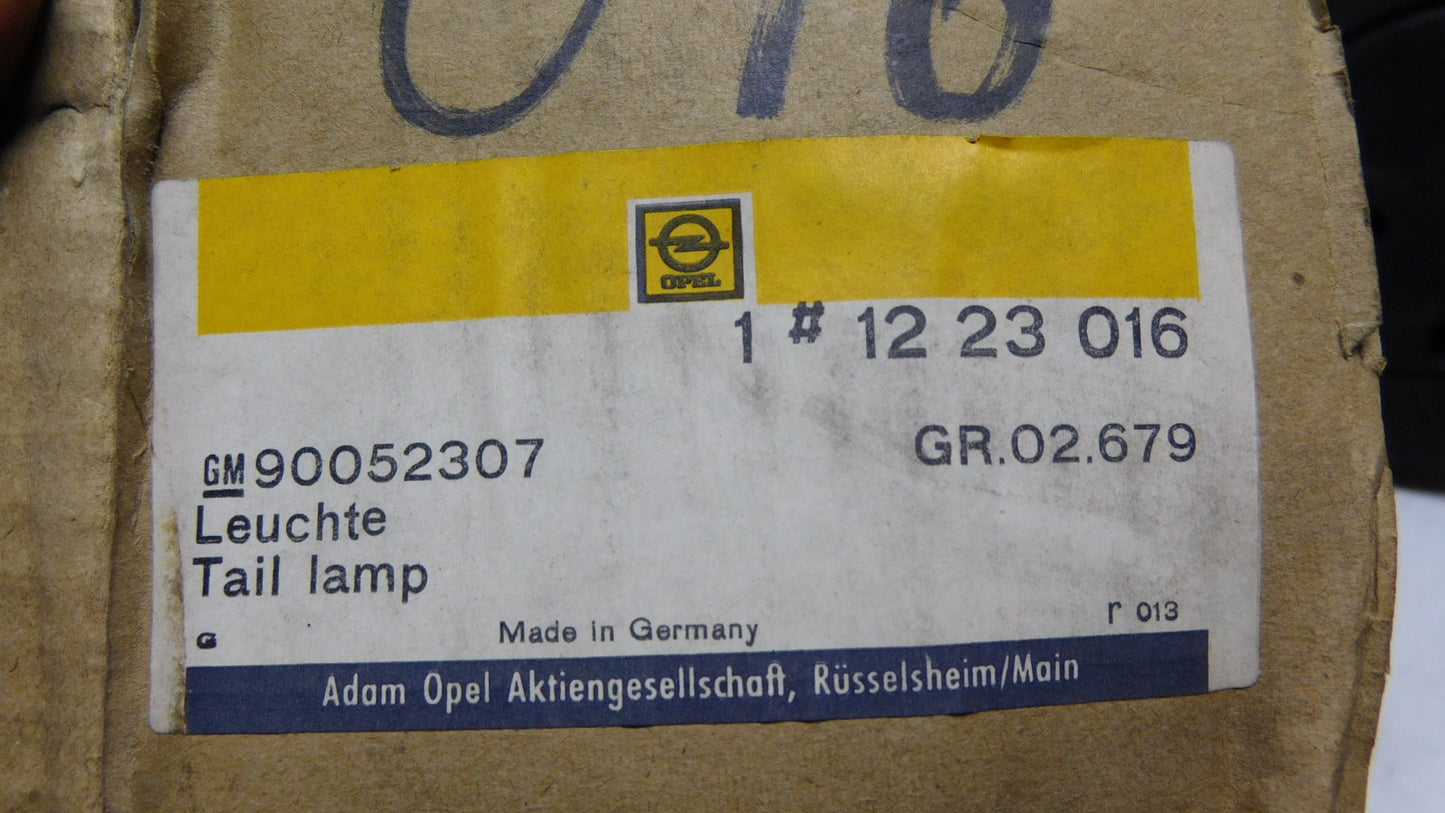 016
OPEL
1 # 12 23 016
GM 90052307 GR.02.679
Leuchte
Tail lamp
G Made in Germany r 013
Adam Opel Aktiengesellschaft, Rüsselsheim/Main